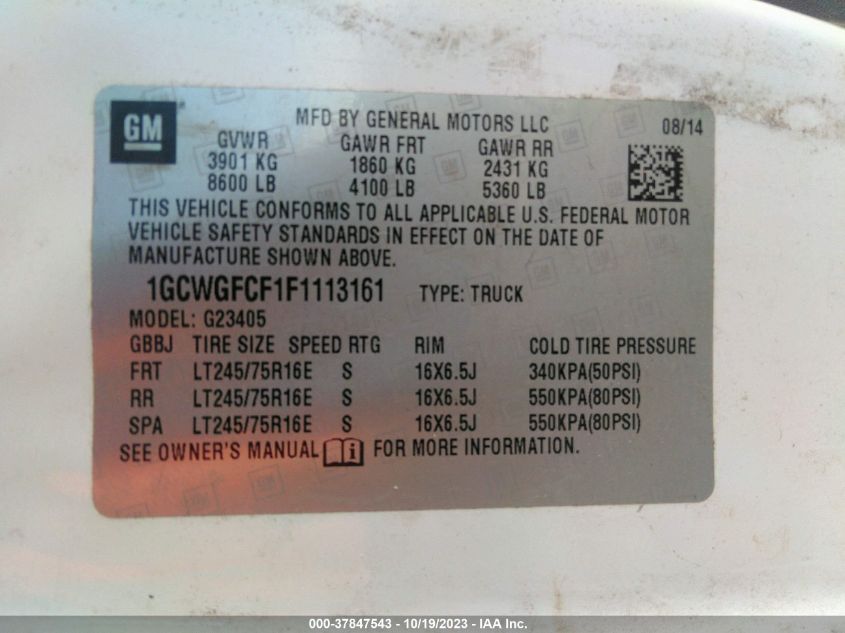 GM
MFD BY GENERAL MOTORS LLC
08/14
GVWR GAWR FRT GAWR RR
3901 KG 1860 KG 2431 KG
8600 LB 4100 LB 5360 LB
THIS VEHICLE CONFORMS TO ALL APPLICABLE U.S. FEDERAL MOTOR
VEHICLE SAFETY STANDARDS IN EFFECT ON THE DATE OF
MANUFACTURE SHOWN ABOVE.
1GCWGFCF1F1113161 TYPE: TRUCK
MODEL: G23405
GBBJ TIRE SIZE SPEED RTG RIM COLD TIRE PRESSURE
FRT LT245/75R16E S 16X6.5J 340KPA(50PSI)
RR LT245/75R16E S 16X6.5J 550KPA(80PSI)
SPA LT245/75R16E S 16X6.5J 550KPA(80PSI)
SEE OWNER'S MANUAL i FOR MORE INFORMATION.
000-37847543 - 10/19/2023 - IAA Inc.